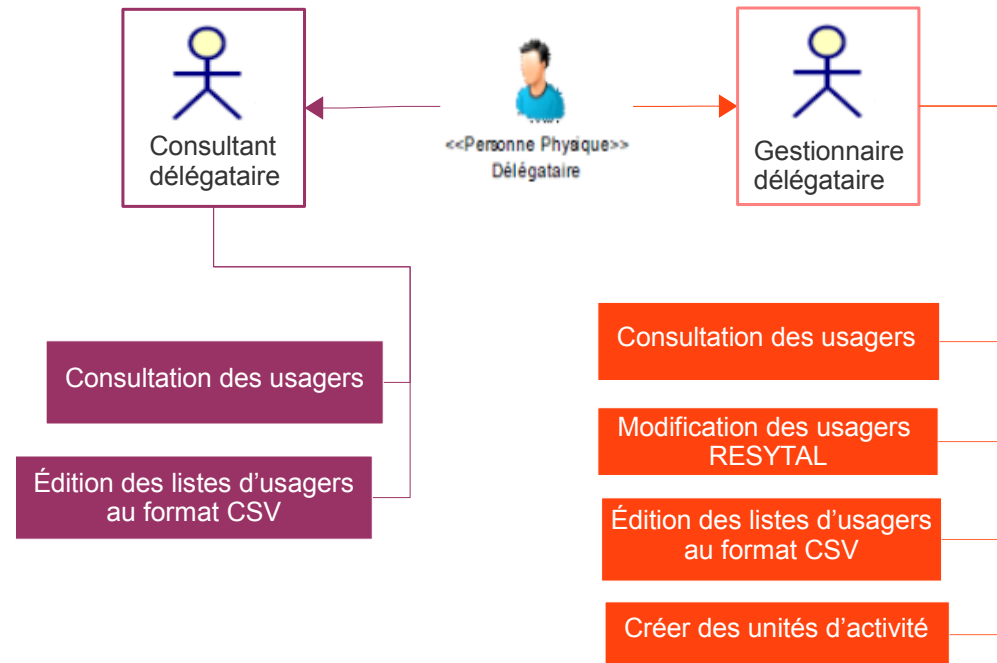 Consultant
délégataire
<<Personne Physique>>
Délégataire
Gestionnaire
délégataire
Consultation des usagers
Édition des listes d’usagers
au format CSV
Consultation des usagers
Modification des usagers
RESYTAL
Édition des listes d’usagers
au format CSV
Créer des unités d’activité